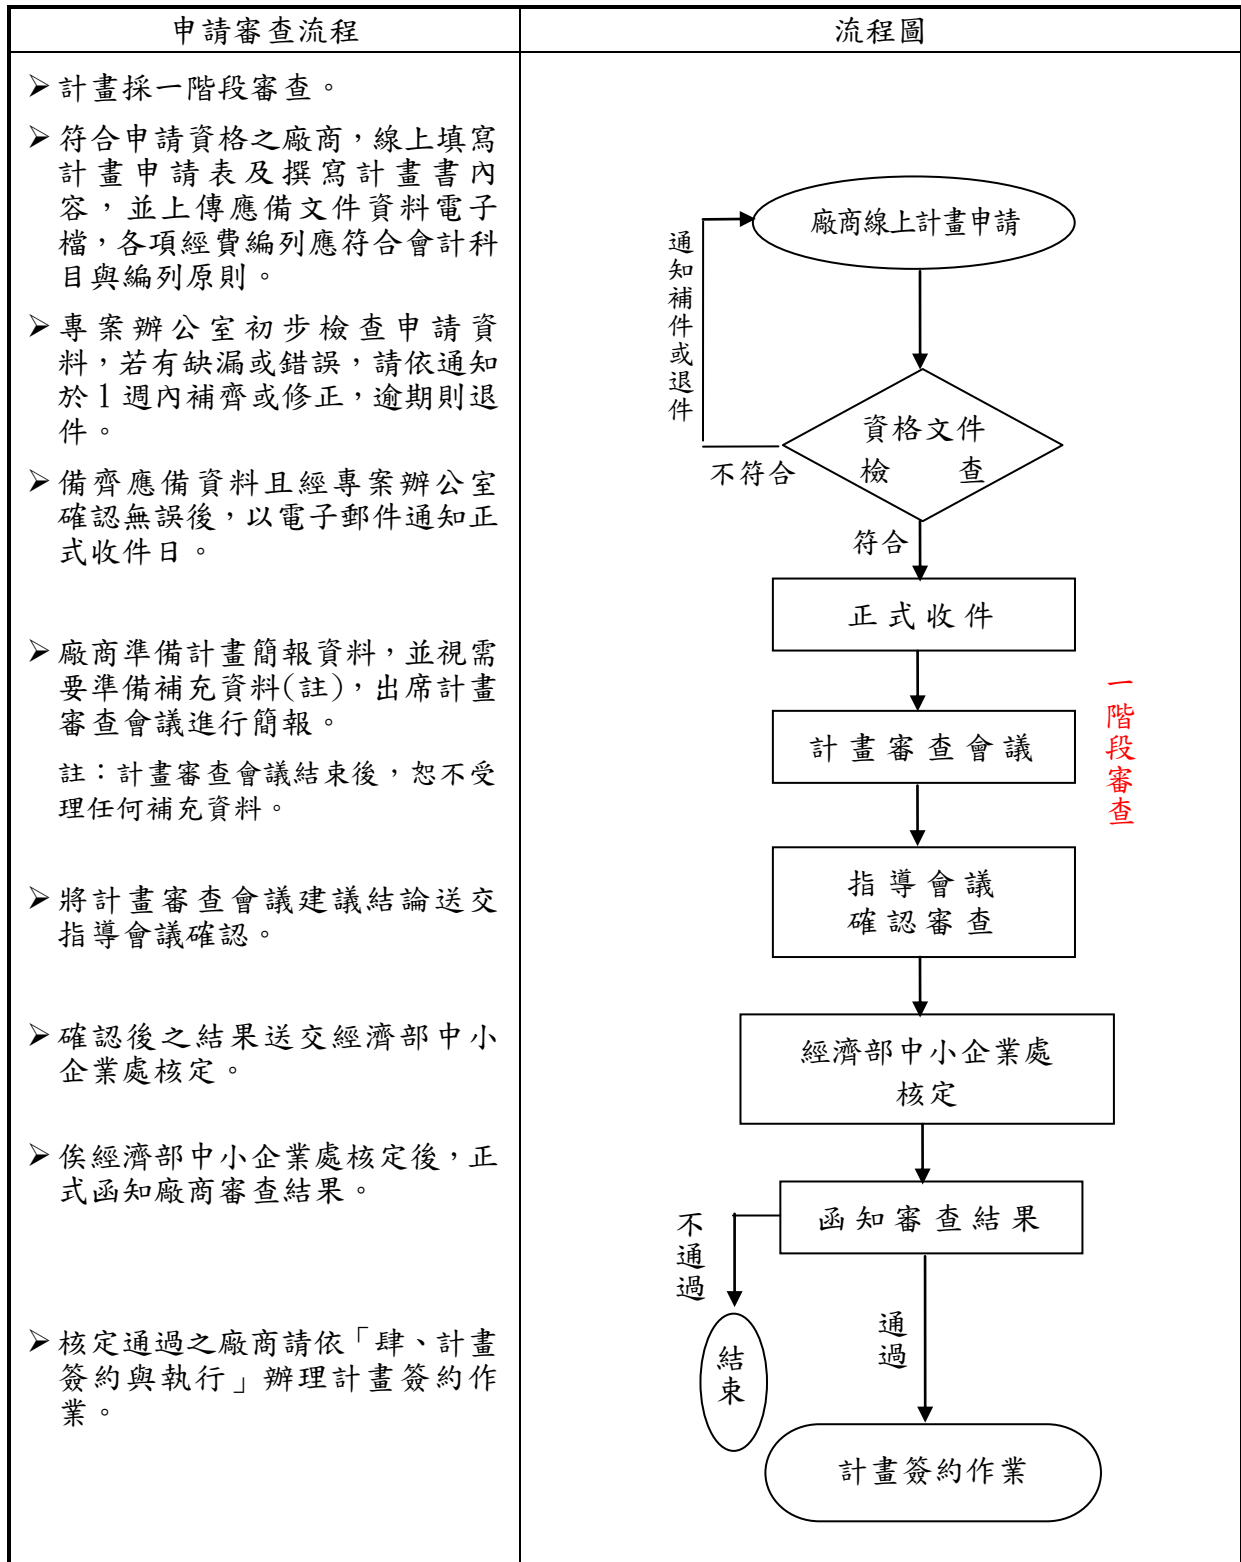 申請審查流程
流程圖
➢計畫採一階段審查。
➢符合申請資格之廠商，線上填寫
計畫申請表及撰寫計畫書內
容，並上傳應備文件資料電子
檔，各項經費編列應符合會計科
目與編列原則。
➢專案辦公室初步檢查申請資
料，若有缺漏或錯誤，請依通知
於1週內補齊或修正，逾期則退
件。
➢備齊應備資料且經專案辦公室
確認無誤後，以電子郵件通知正
式收件日。
➢廠商準備計畫簡報資料，並視需
要準備補充資料(註)，出席計畫
審查會議進行簡報。
註：計畫審查會議結束後，恕不受
理任何補充資料。
➢將計畫審查會議建議結論送交
指導會議確認。
➢確認後之結果送交經濟部中小
企業處核定。
➢俟經濟部中小企業處核定後，正
式函知廠商審查結果。
➢核定通過之廠商請依「肆、計畫
簽約與執行」辦理計畫簽約作
業。
廠商線上計畫申請
通知補件或退件
資格文件
檢 查
不符合
符合
正式收件
計畫審查會議
一階段審查
指導會議
確認審查
經濟部中小企業處
核定
函知審查結果
不通過
結束
通過
計畫簽約作業